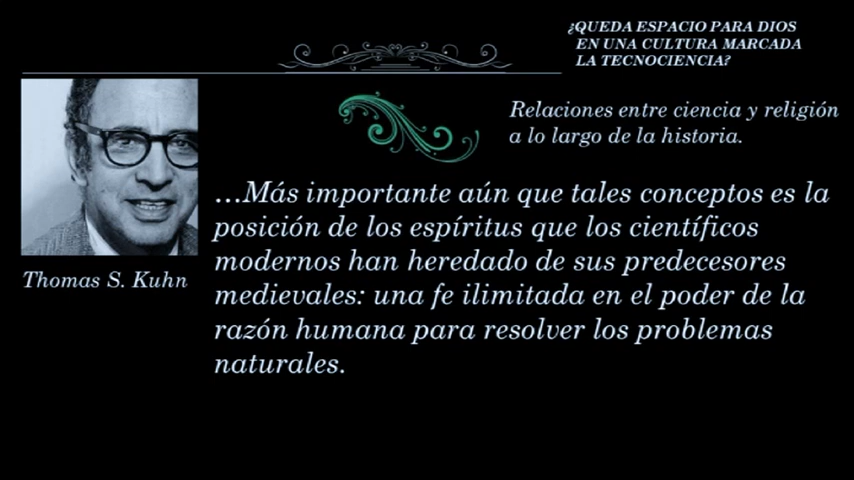 ¿QUEDA ESPACIO PARA DIOS
EN UNA CULTURA MARCADA
LA TECNOCIENCIA?
Relaciones entre ciencia y religión
a lo largo de la historia.
...Más importante aún que tales conceptos es la
posición de los espíritus que los científicos
modernos han heredado de sus predecesores
medievales: una fe ilimitada en el poder de la
razón humana para resolver los problemas
naturales.
Thomas S. Kuhn